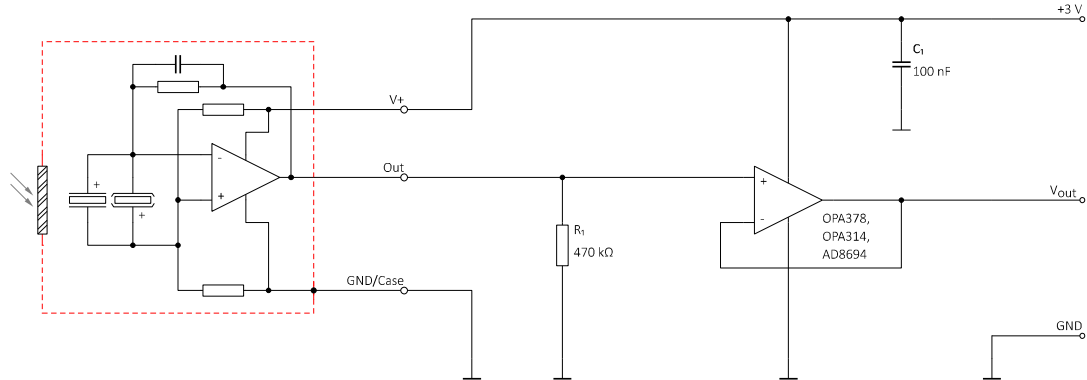 +3 V
C₁
100 nF
V+
Out
R₁
470 kΩ
GND/Case
+
+
-
+
+
-
OPA378,
OPA314,
AD8694
Vout
GND